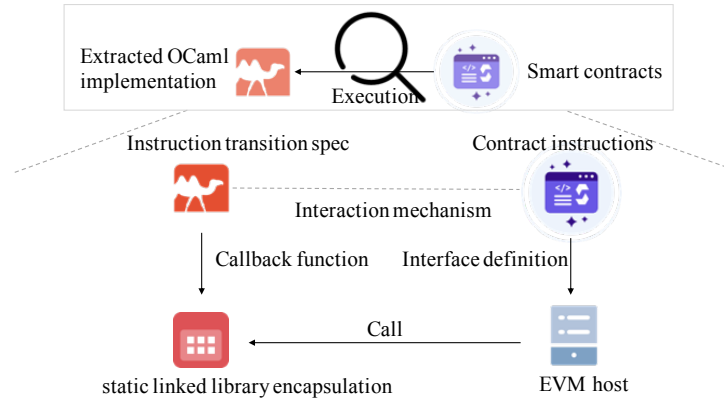 Extracted OCaml
implementation
Execution
Smart contracts
Instruction transition spec
Contract instructions
Interaction mechanism
Callback function
Interface definition
Call
static linked library encapsulation
EVM host